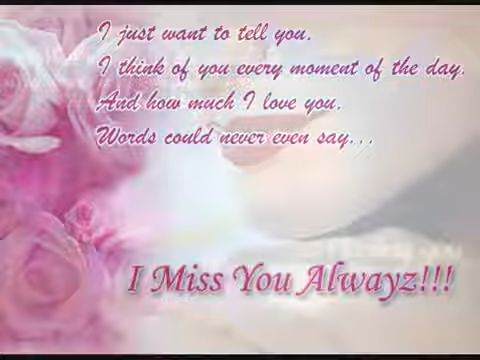 I just want to tell you.
I think of you every moment of the day.
And how much I love you.
Words could never even say...
I Miss You Alwayz!!!